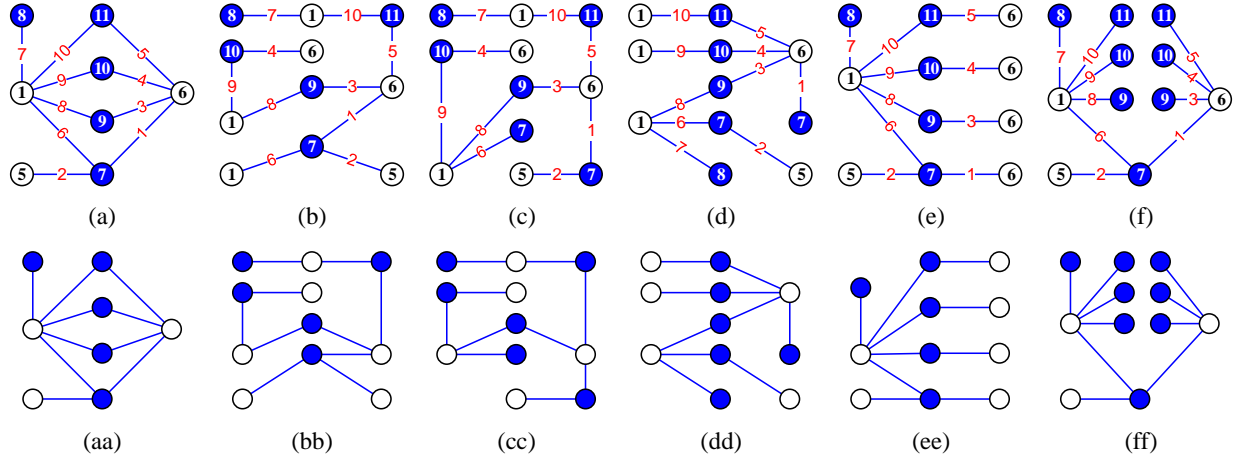 8 11
7 10 5
9 10 4
1 6
8 9 3
6 1
5 2 7
(a)
8 7 1 10 11
10 4 6 5
9 9 3 6
8
1 1
7
6 2
1 5
(b)
8 7 1 10 11
10 4 6 5
9 3 6
9 8 7 1
6
1 5 2 7
(c)
1 10 11 5
1 9 10 4 6
3
9
8 1
1 6 7 7
7 2
8 5
(d)
8 11 5 6
7 10
1 9 10 4 6
8
6 9 3 6
5 2 7 1 6
(e)
8 11 11
7 10 5
10 10
9 4
1 8 9 9 3 6
6 1
5 2 7
(f)
(aa) (bb) (cc) (dd) (ee) (ff)